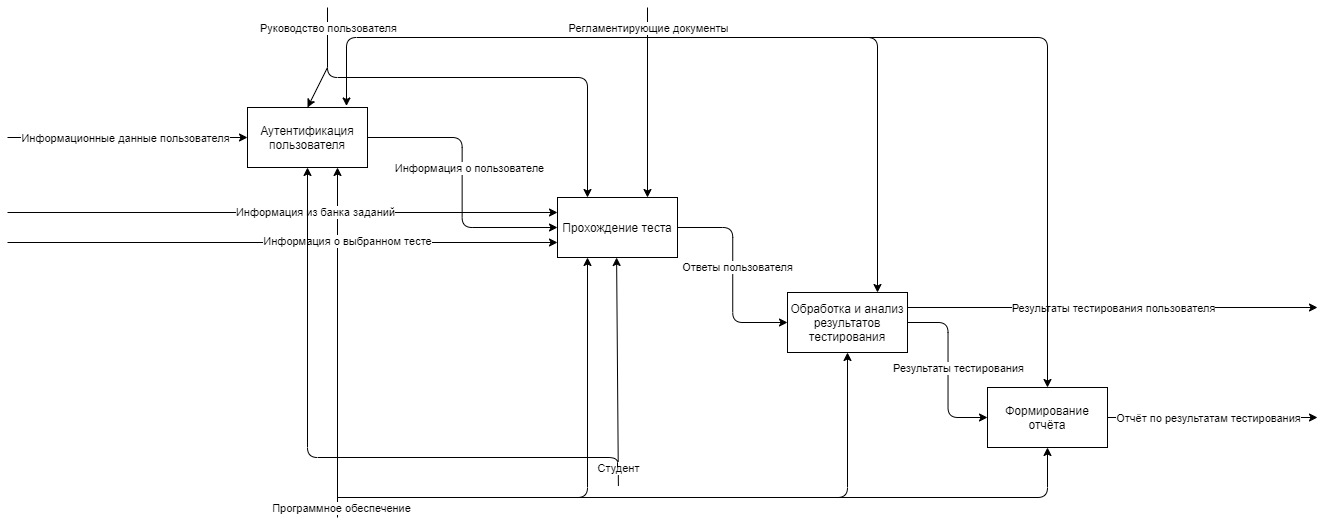 Руководство пользователя
Регламентирующие документы
Аутентификация
пользователя
Информационные данные пользователя
Информация о пользователе
Информация из банка заданий
Прохождение теста
Информация о выбранном тесте
Ответы пользователя
Обработка и анализ
результатов
тестирования
Результаты тестирования пользователя
Результаты тестирования
Формирование
отчёта
Отчёт по результатам тестирования
Студент
Программное обеспечение